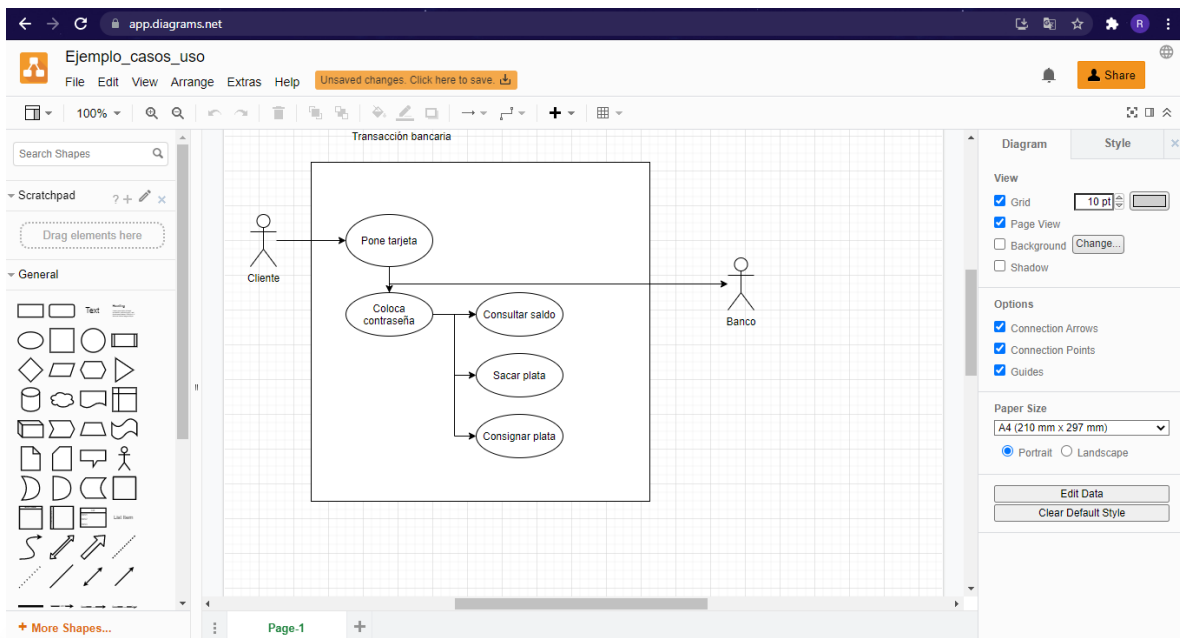 app.diagrams.net
R
Ejemplo_casos_uso
File Edit View Arrange Extras Help
Unsaved changes. Click here to save.
Share
100%
Search Shapes
Scratchpad
? +
Drag elements here
General
Text
Heading
List Item
+ More Shapes...
Transacción bancaria
Cliente
Pone tarjeta
Coloca
contraseña
Consultar saldo
Sacar plata
Consignar plata
Banco
Page-1
Diagram
Style
View
Grid
10 pt
Page View
Background
Change...
Shadow
Options
Connection Arrows
Connection Points
Guides
Paper Size
A4 (210 mm x 297 mm)
Portrait
Landscape
Edit Data
Clear Default Style